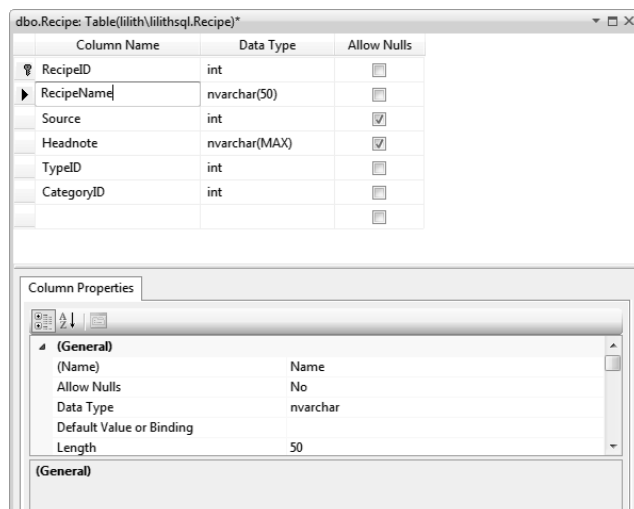 dbo.Recipe: Table(lilith\lilithsql.Recipe)*
Column Name Data Type Allow Nulls
RecipeID int
RecipeName nvarchar(50)
Source int
Headnote nvarchar(MAX)
TypeID int
CategoryID int
Column Properties
A
Z
(General)
(Name) Name
Allow Nulls No
Data Type nvarchar
Default Value or Binding
Length 50
(General)